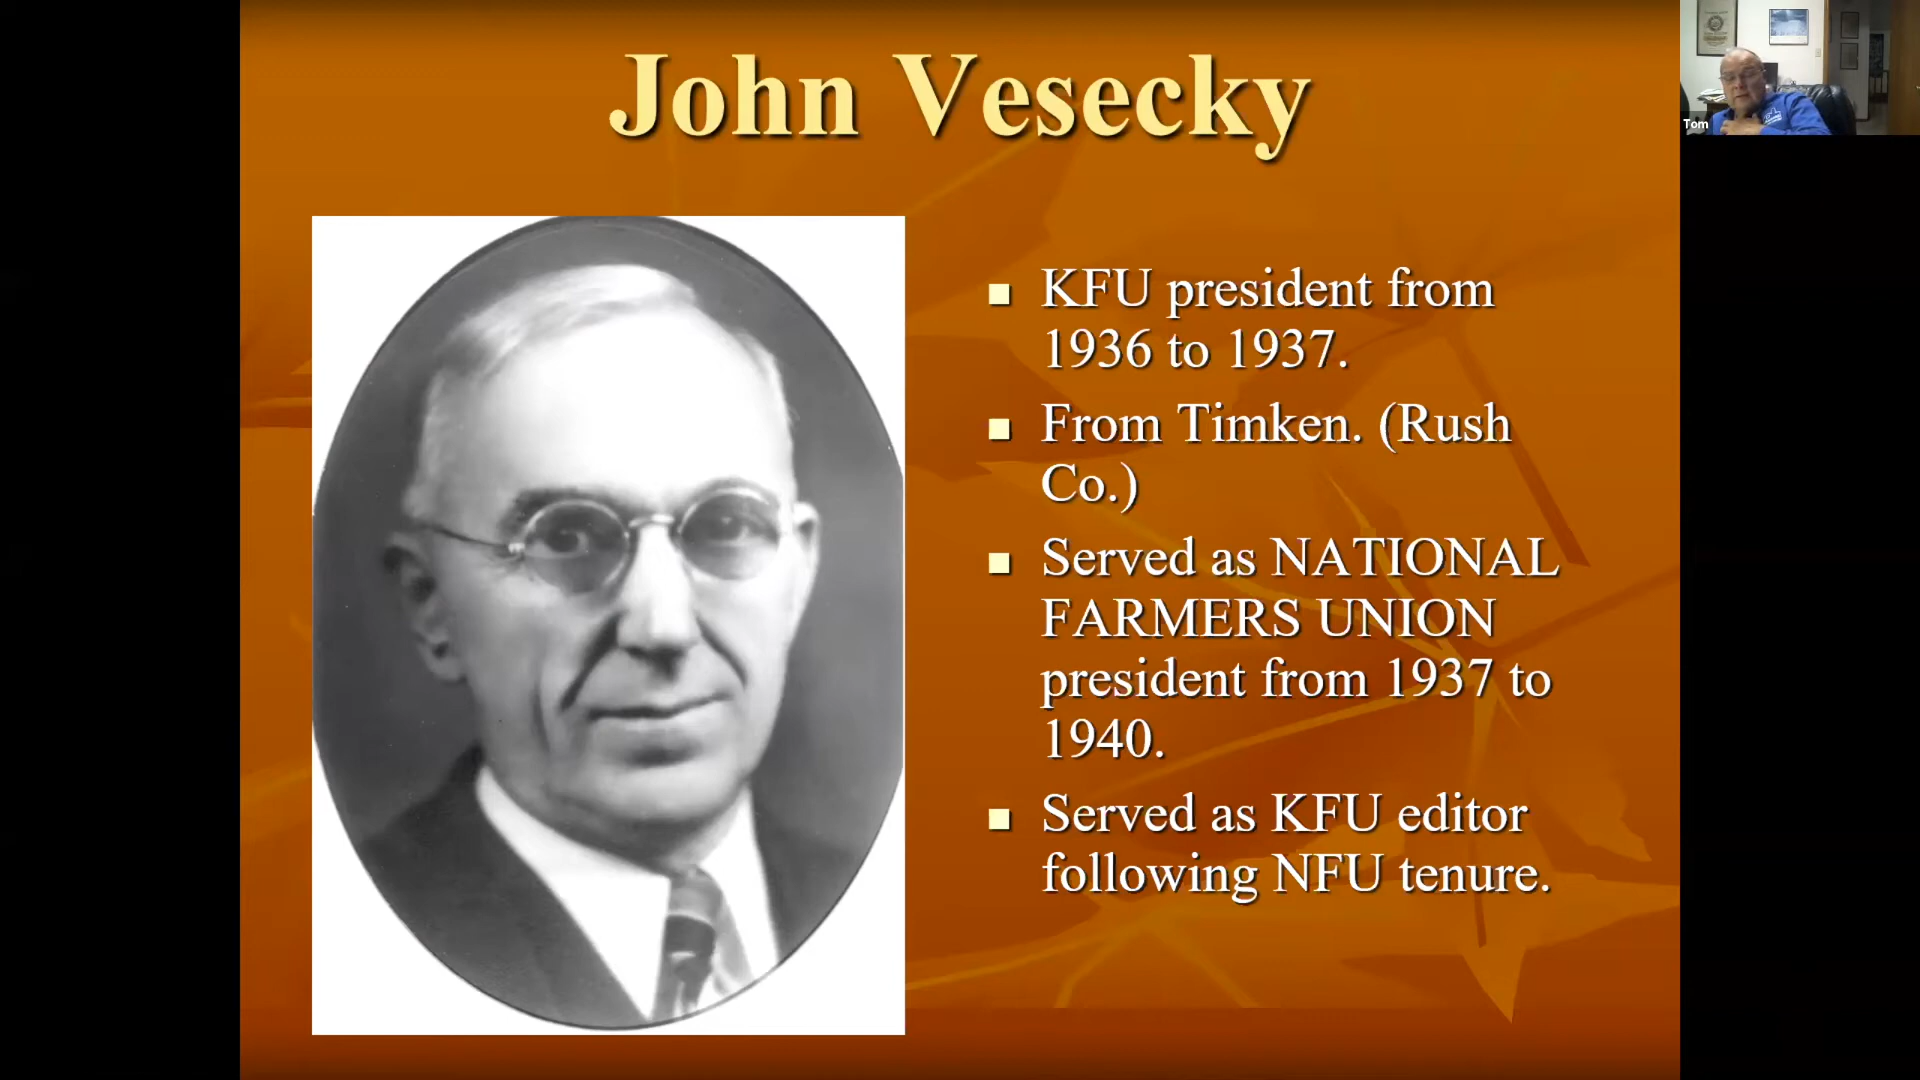 John Vesecky
KFU president from
1936 to 1937.
From Timken. (Rush
Co.)
Served as NATIONAL
FARMERS UNION
president from 1937 to
1940.
Served as KFU editor
following NFU tenure.
Tom